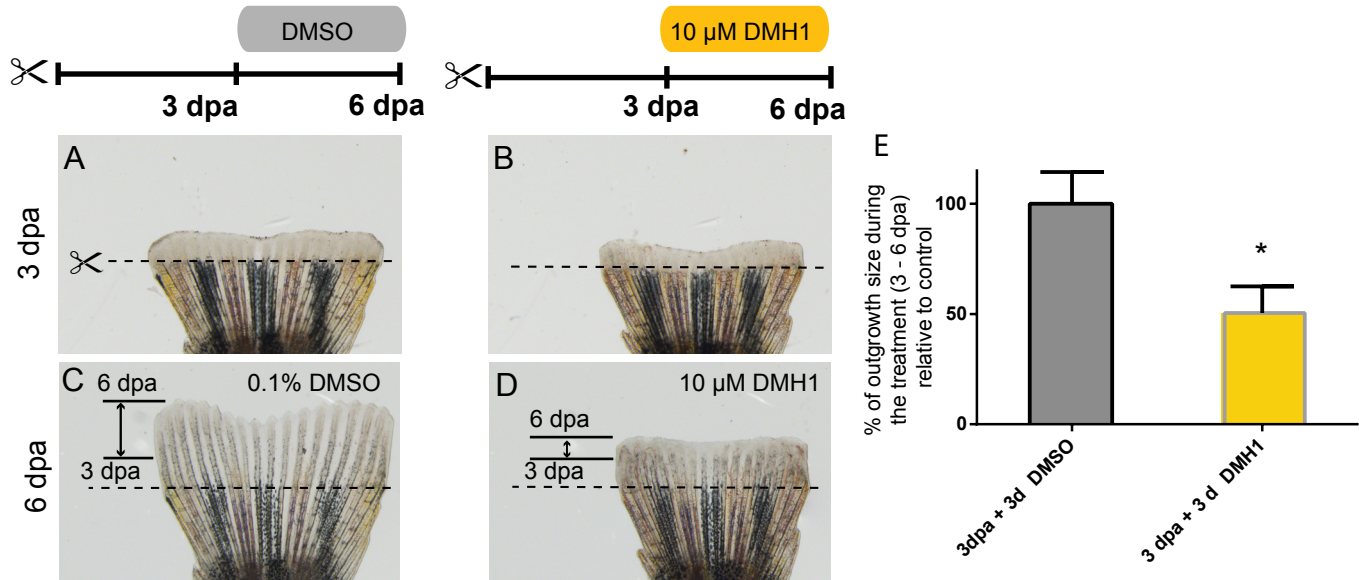 DMSO
3 dpa
6 dpa
10 µM DMH1
3 dpa
6 dpa
3 dpa
A
B
6 dpa
C
0.1% DMSO
6 dpa
3 dpa
D
10 µM DMH1
6 dpa
3 dpa
E
% of outgrowth size during
the treatment (3 - 6 dpa)
relative to control
100
50
0
*
3dpa + 3d DMSO
3 dpa + 3 d DMH1